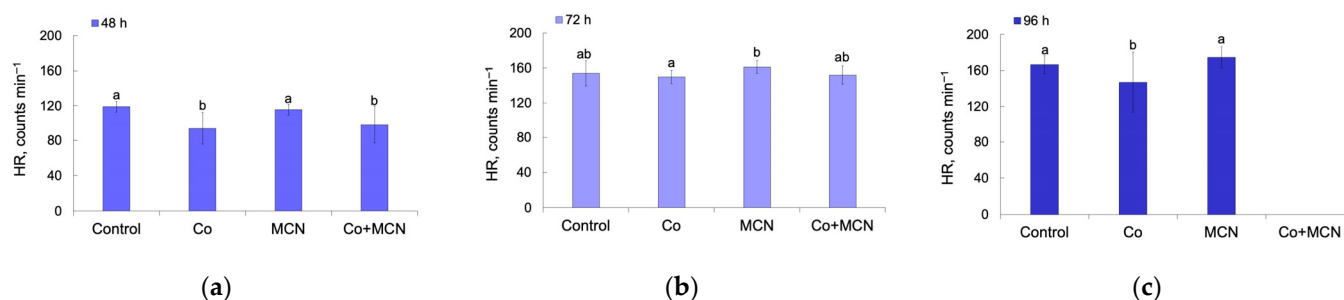 48 h
HR, counts min⁻¹
200
160
120
80
40
0
a
b
a
b
Control
Co
MCN
Co+MCN
(a)
72 h
HR, counts min⁻¹
200
160
120
80
40
0
ab
a
b
ab
Control
Co
MCN
Co+MCN
(b)
96 h
HR, counts min⁻¹
200
160
120
80
40
0
a
b
a
Control
Co
MCN
Co+MCN
(c)